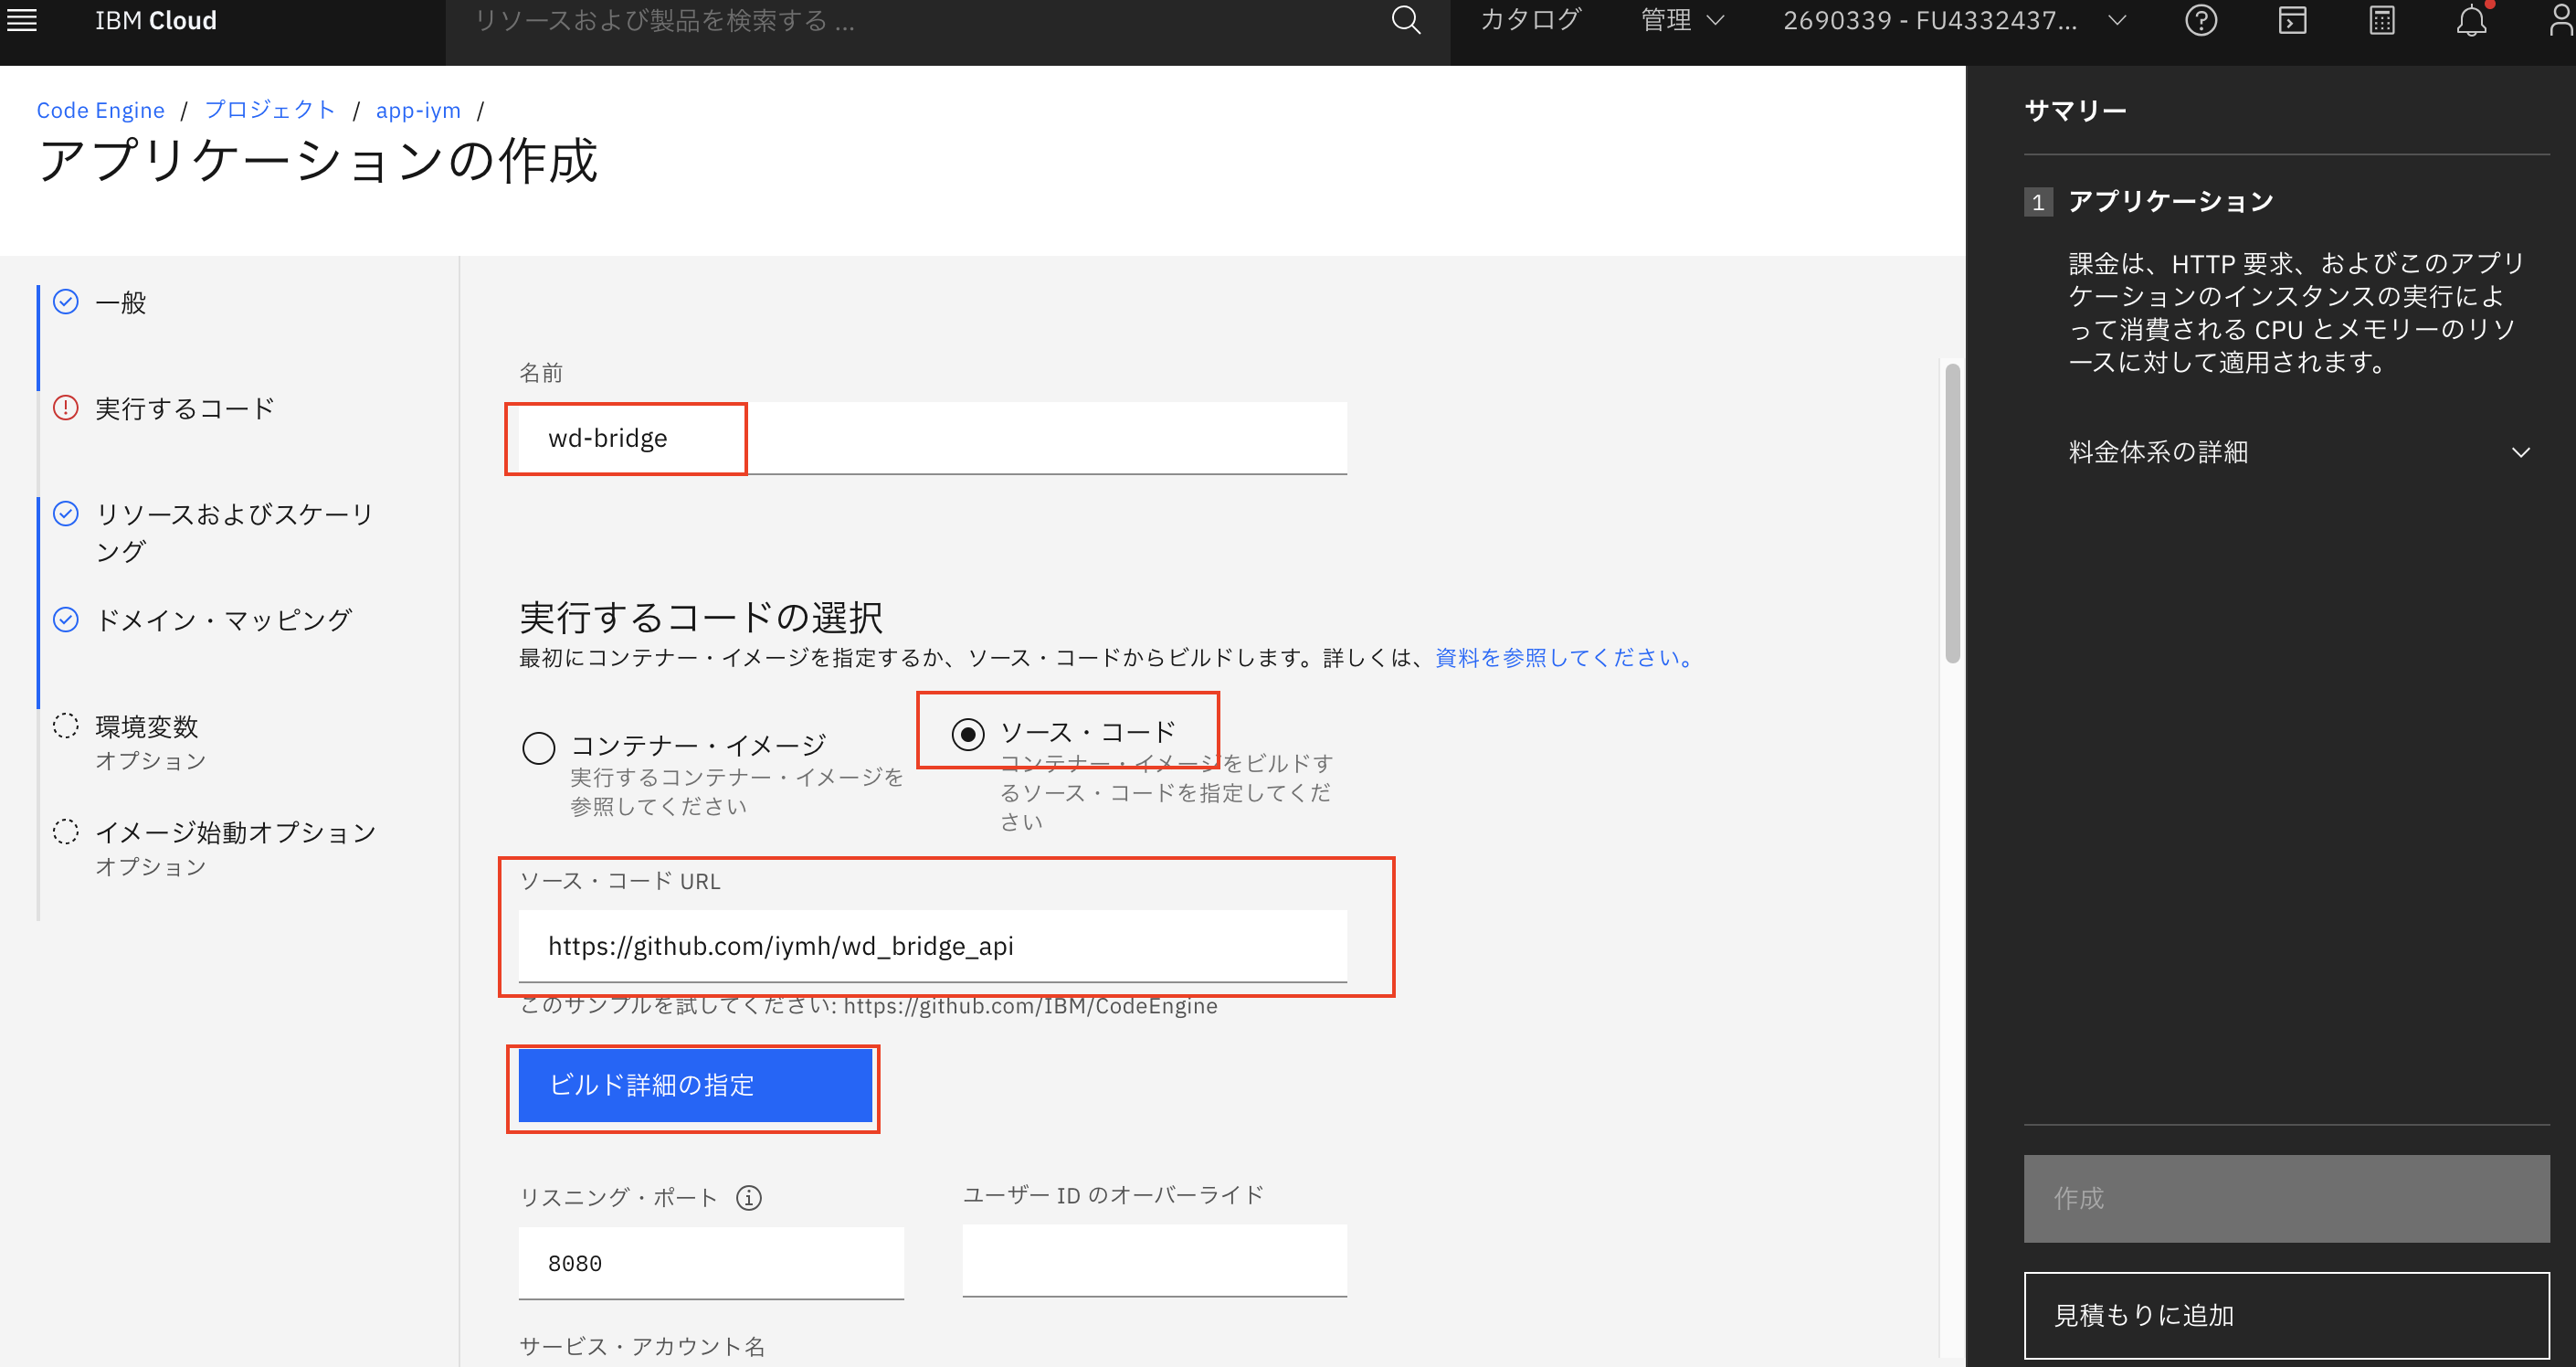 IBM Cloud
リソースおよび製品を検索する ...
カタログ
管理
2690339 - FU4332437...
Code Engine / プロジェクト / app-iym /
アプリケーションの作成
一般
実行するコード
リソースおよびスケーリ
ング
ドメイン・マッピング
環境変数
オプション
イメージ始動オプション
オプション
名前
wd-bridge
実行するコードの選択
最初にコンテナー・イメージを指定するか、ソース・コードからビルドします。詳しくは、資料を参照してください。
コンテナー・イメージ
実行するコンテナー・イメージを
参照してください
ソース・コード
コンテナー・イメージをビルドす
るソース・コードを指定してくだ
さい
ソース・コード URL
https://github.com/iymh/wd_bridge_api
このサンプルを試してください: https://github.com/IBM/CodeEngine
ビルド詳細の指定
リスニング・ポート
8080
ユーザー ID のオーバーライド
サービス・アカウント名
サマリー
1 アプリケーション
課金は、HTTP 要求、およびこのアプリ
ケーションのインスタンスの実行によ
って消費される CPU とメモリーのリソ
ースに対して適用されます。
料金体系の詳細
作成
見積もりに追加